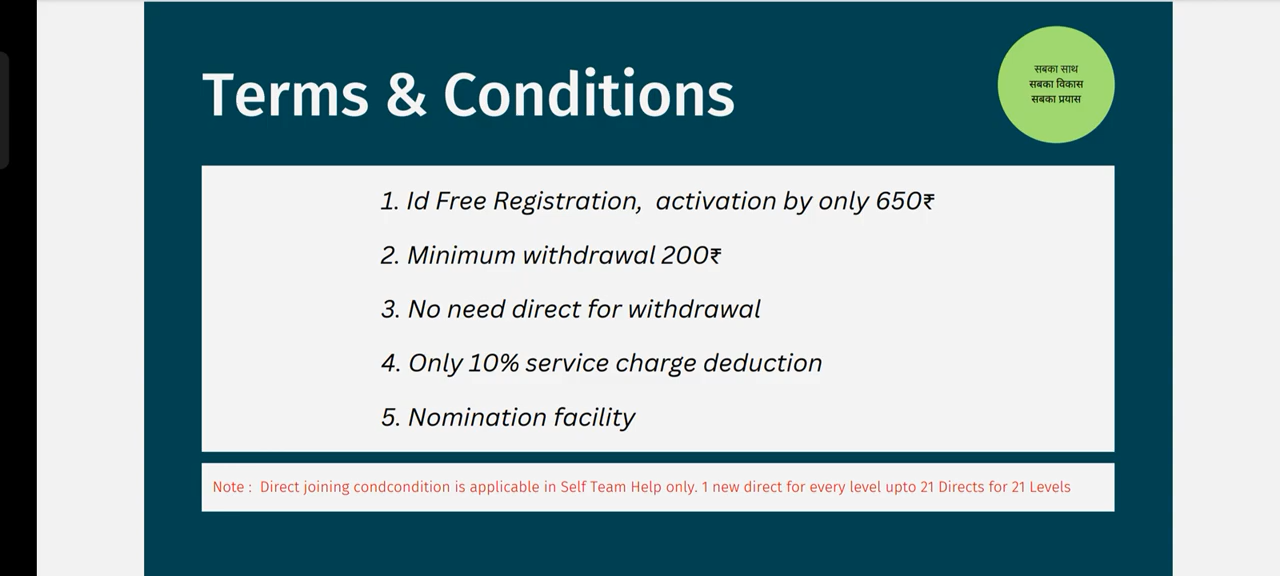 Terms & Conditions
सबका साथ
सबका विकास
सबका प्रयास
1. Id Free Registration,  activation by only 650₹
2. Minimum withdrawal 200₹
3. No need direct for withdrawal
4. Only 10% service charge deduction
5. Nomination facility
Note :  Direct joining condcondition is applicable in Self Team Help only. 1 new direct for every level upto 21 Directs for 21 Levels